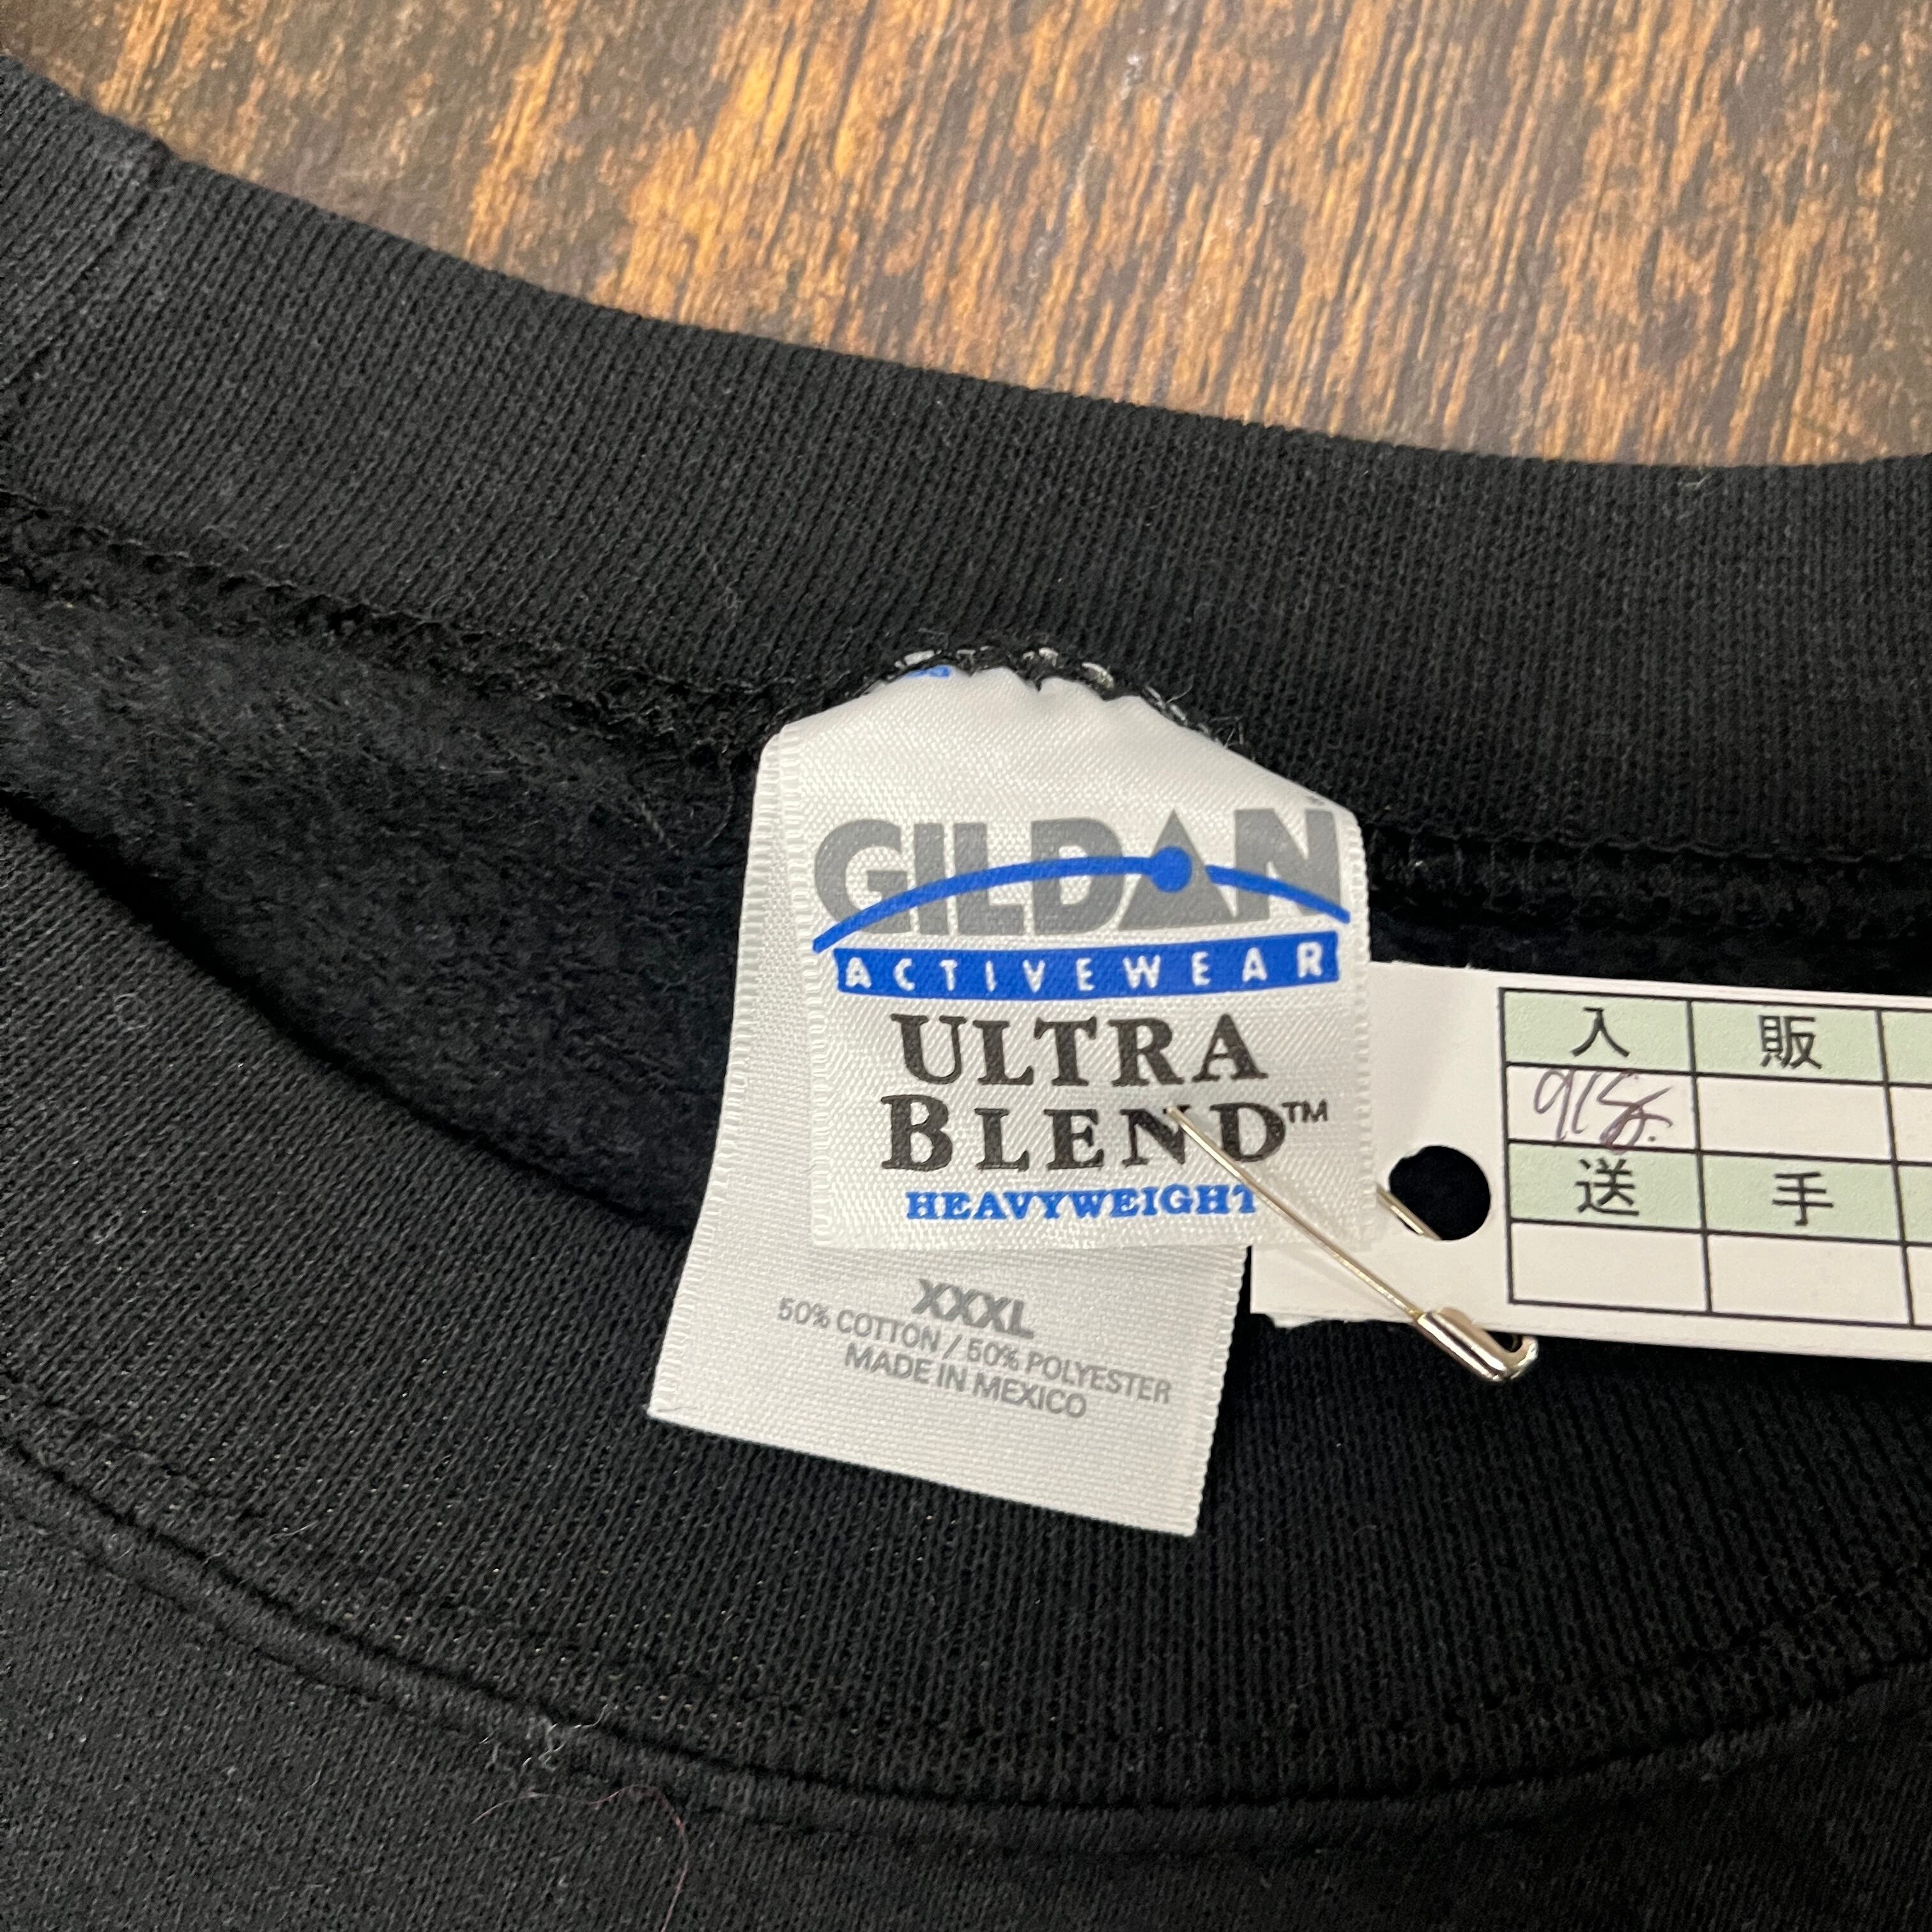 GILDAN
ACTIVEWEAR
ULTRA
BLEND™
HEAVYWEIGHT
XXXL
50% COTTON / 50% POLYESTER
MADE IN MEXICO
入 販
送 手